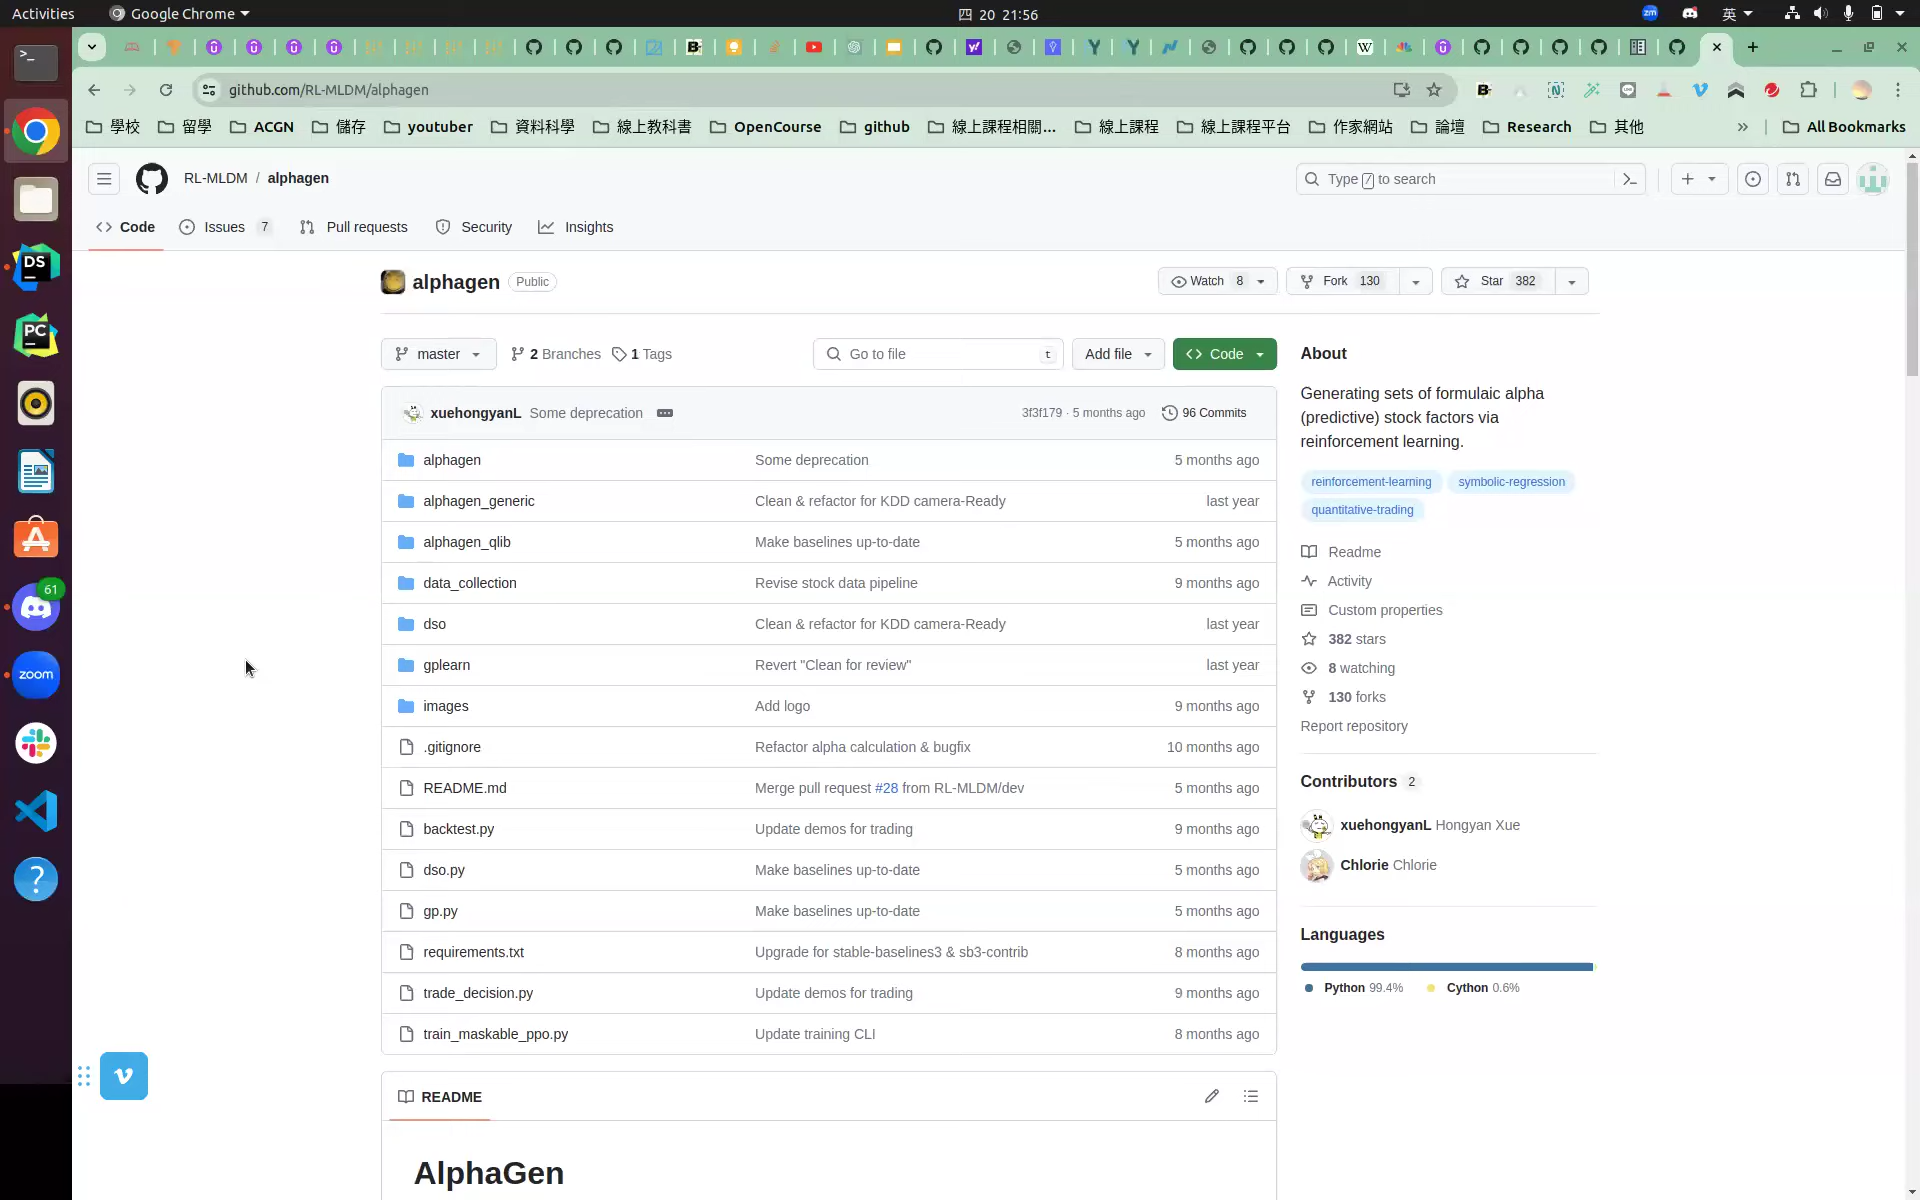 Activities
Google Chrome
四 20 21:56
英
github.com/RL-MLDM/alphagen
學校
留學
ACGN
儲存
youtuber
資料科學
線上教科書
OpenCourse
github
線上課程相關...
線上課程
線上課程平台
作家網站
論壇
Research
其他
»
All Bookmarks
RL-MLDM / alphagen
Type / to search
Code
Issues 7
Pull requests
Security
Insights
alphagen Public
Watch 8
Fork 130
Star 382
master
2 Branches
1 Tags
Go to file t
Add file
Code
xuehongyanL Some deprecation
3f3f179 · 5 months ago
96 Commits
alphagen Some deprecation 5 months ago
alphagen_generic Clean & refactor for KDD camera-Ready last year
alphagen_qlib Make baselines up-to-date 5 months ago
data_collection Revise stock data pipeline 9 months ago
dso Clean & refactor for KDD camera-Ready last year
gplearn Revert "Clean for review" last year
images Add logo 9 months ago
.gitignore Refactor alpha calculation & bugfix 10 months ago
README.md Merge pull request #28 from RL-MLDM/dev 5 months ago
backtest.py Update demos for trading 9 months ago
dso.py Make baselines up-to-date 5 months ago
gp.py Make baselines up-to-date 5 months ago
requirements.txt Upgrade for stable-baselines3 & sb3-contrib 8 months ago
trade_decision.py Update demos for trading 9 months ago
train_maskable_ppo.py Update training CLI 8 months ago
README
AlphaGen
About
Generating sets of formulaic alpha
(predictive) stock factors via
reinforcement learning.
reinforcement-learning
symbolic-regression
quantitative-trading
Readme
Activity
Custom properties
382 stars
8 watching
130 forks
Report repository
Contributors 2
xuehongyanL Hongyan Xue
Chlorie Chlorie
Languages
Python 99.4%
Cython 0.6%
DS
PC
61
zoom